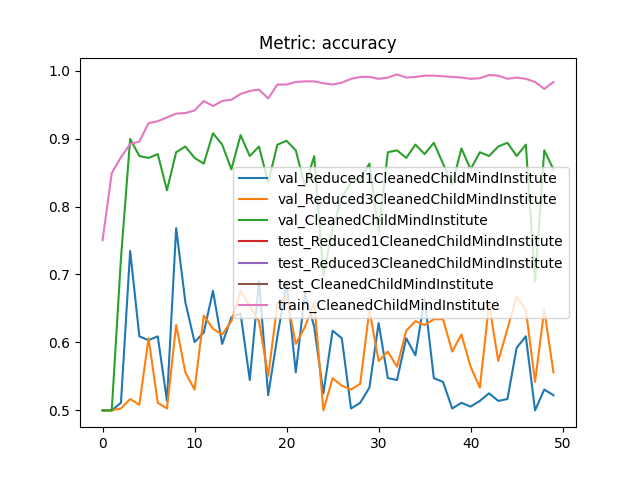 Metric: accuracy
1.0
0.9
0.8
0.7
0.6
0.5
val_Reduced1CleanedChildMindInstitute
val_Reduced3CleanedChildMindInstitute
val_CleanedChildMindInstitute
test_Reduced1CleanedChildMindInstitute
test_Reduced3CleanedChildMindInstitute
test_CleanedChildMindInstitute
train_CleanedChildMindInstitute
0 10 20 30 40 50